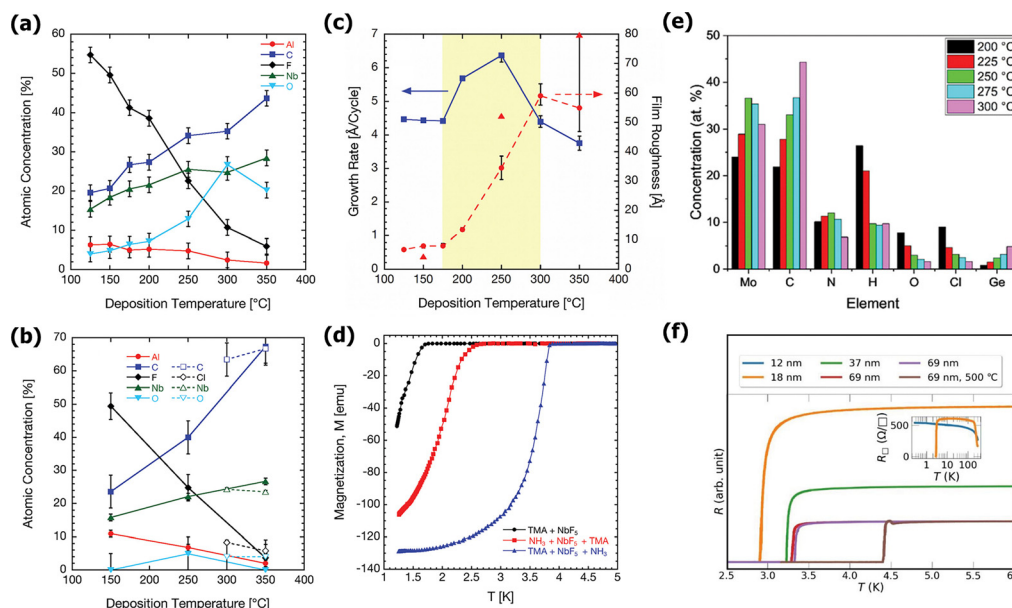 (a)
60
50
40
30
20
10
0
Atomic Concentration [%]
Al
C
F
Nb
O
100 150 200 250 300 350 400
Deposition Temperature [°C]
(c)
7
6
5
4
3
2
1
0
Growth Rate [Å/Cycle]
80
70
60
50
40
30
20
10
0
Film Roughness [Å]
100 150 200 250 300 350 400
Deposition Temperature [°C]
(e)
50
40
30
20
10
0
Concentration (at. %)
200 °C
225 °C
250 °C
275 °C
300 °C
Mo C N H O Cl Ge
Element
(b)
70
60
50
40
30
20
10
0
Atomic Concentration [%]
Al
C C
F Cl
Nb Nb
O O
100 150 200 250 300 350 400
Deposition Temperature [°C]
(d)
0
-20
-40
-60
-80
-100
-120
-140
Magnetization, M [emu]
TMA + NbF₅
NH₃ + NbF₅ + TMA
TMA + NbF₅ + NH₃
1 1.5 2 2.5 3 3.5 4 4.5 5
T [K]
(f)
12 nm 37 nm 69 nm
18 nm 69 nm 69 nm, 500 °C
R (arb. unit)
R□ (Ω/□)
500
0
1 10 100
T (K)
2.5 3.0 3.5 4.0 4.5 5.0 5.5 6.0
T (K)